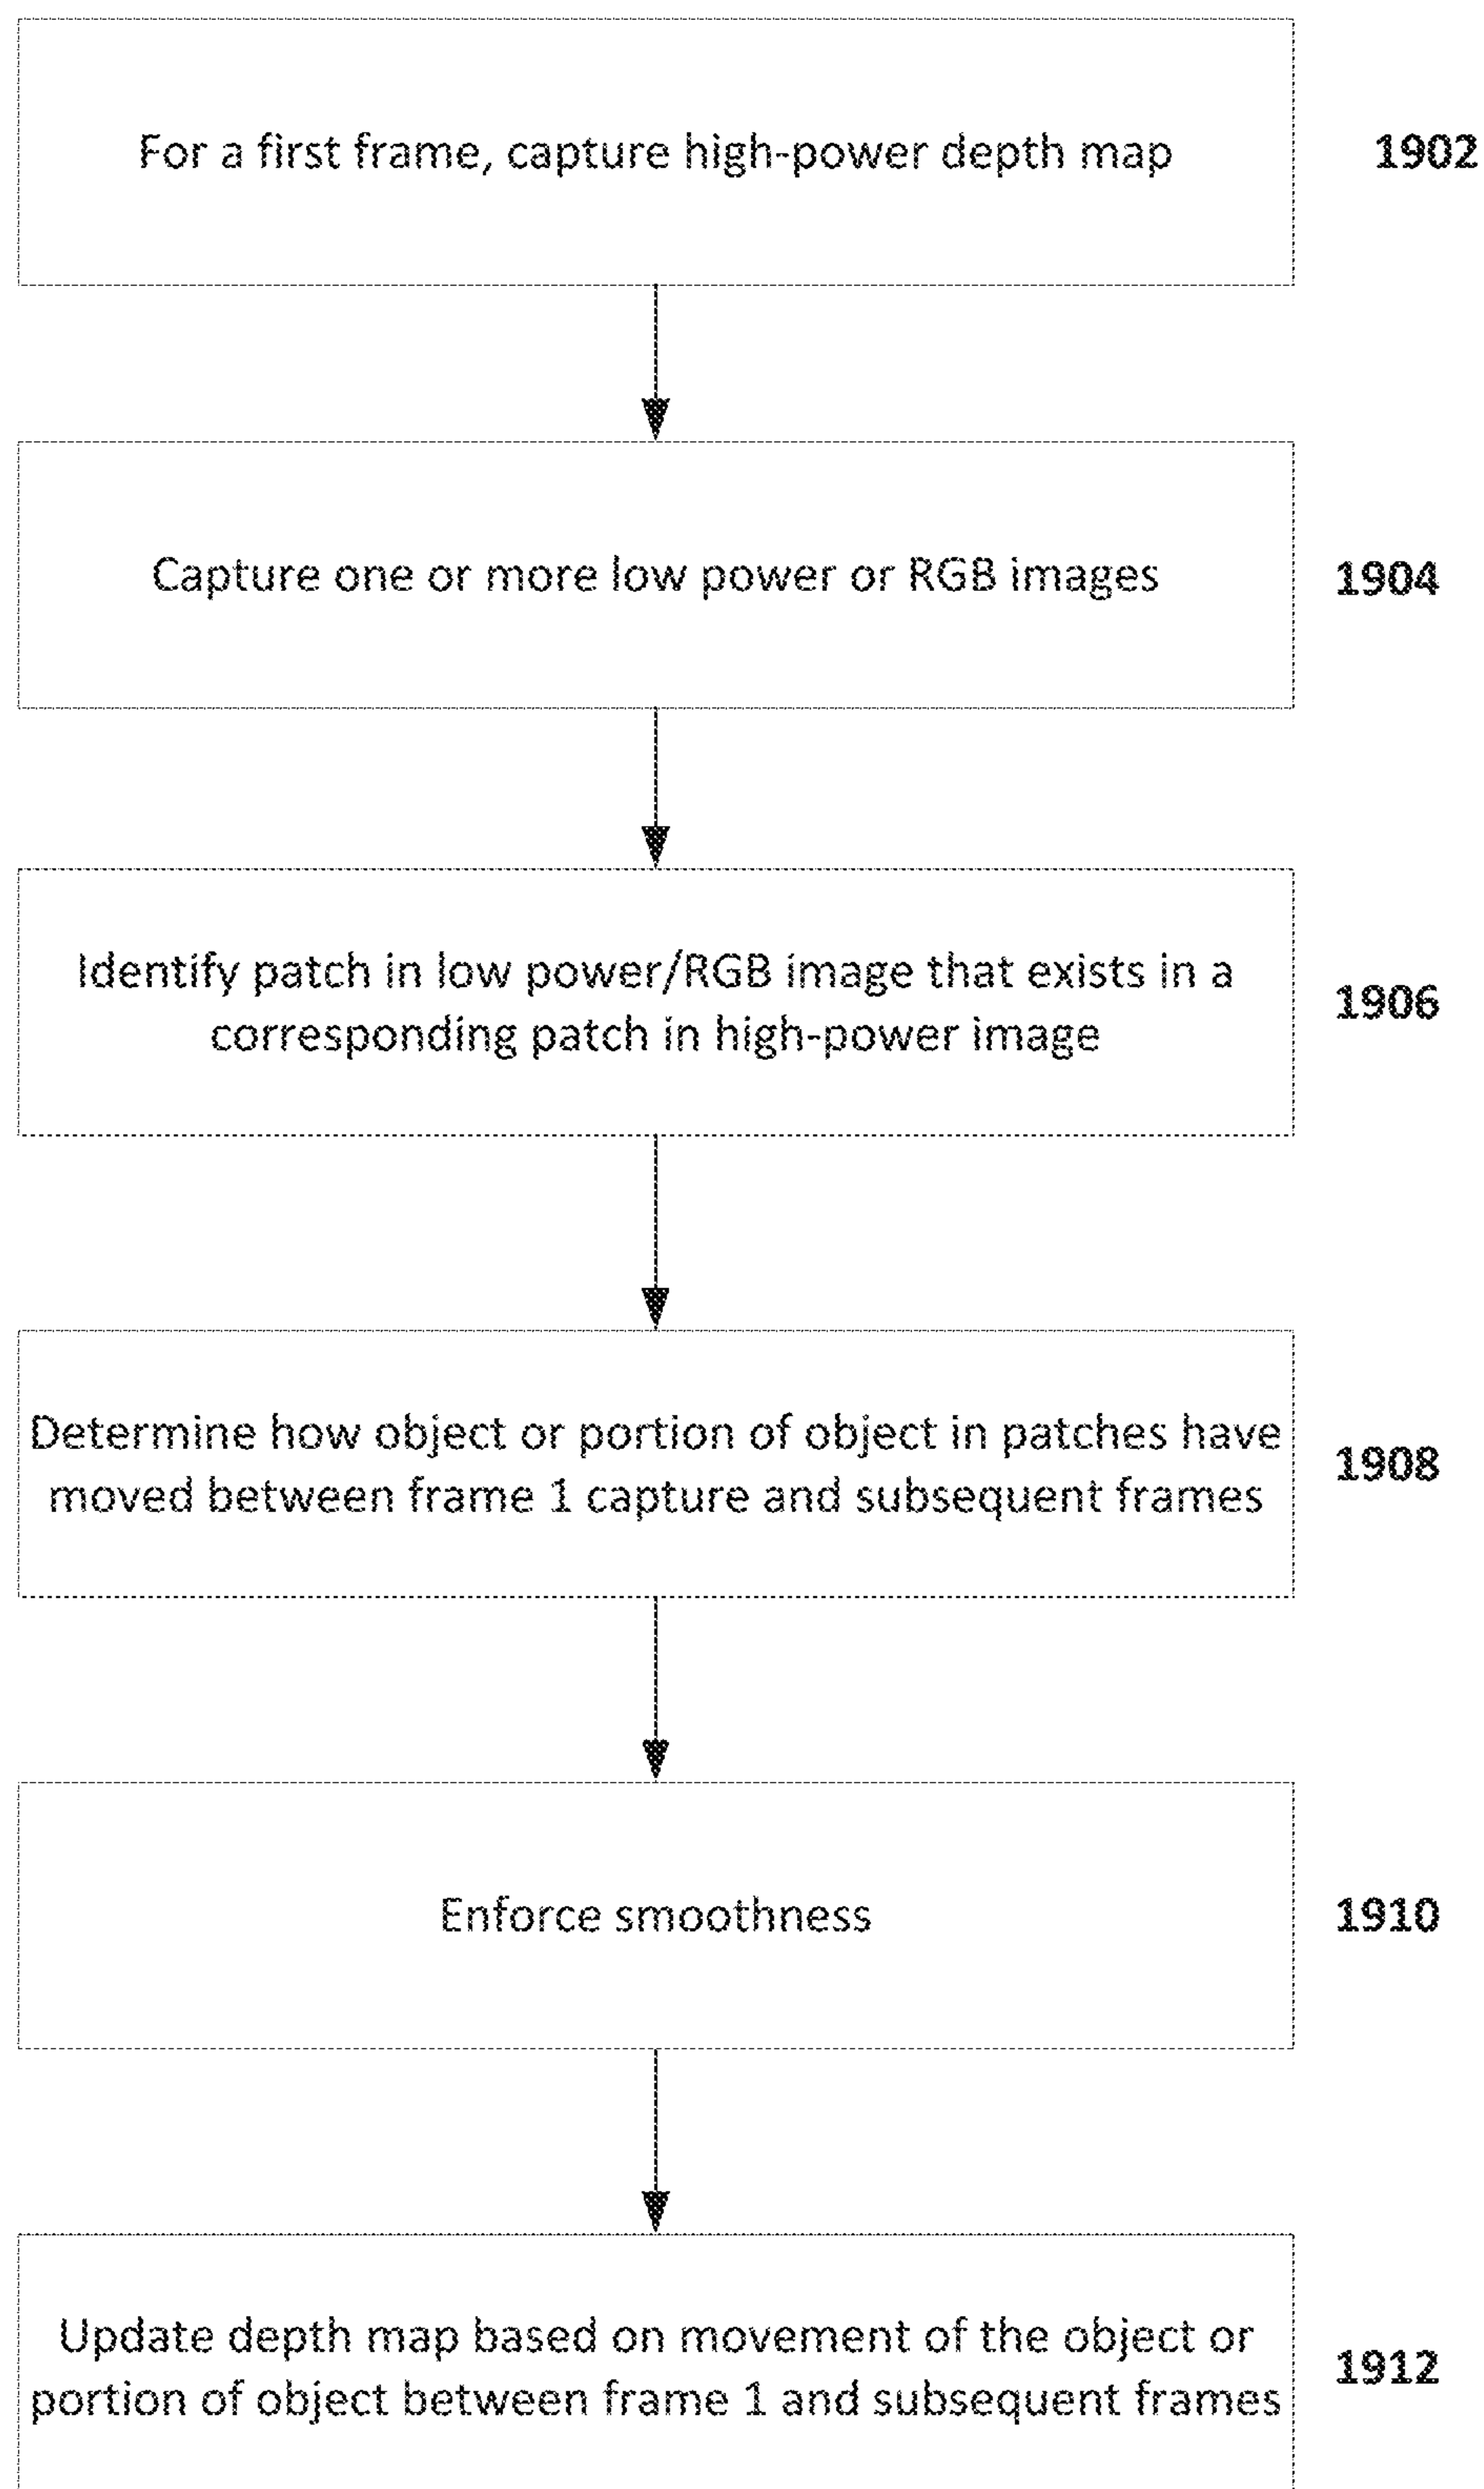 For a first frame, capture high-power depth map
1902
Capture one or more low power or RGB images
1904
Identify patch in low power/RGB image that exists in a
corresponding patch in high-power image
1906
Determine how object or portion of object in patches have
moved between frame 1 capture and subsequent frames
1908
Enforce smoothness
1910
Update depth map based on movement of the object or
portion of object between frame 1 and subsequent frames
1912